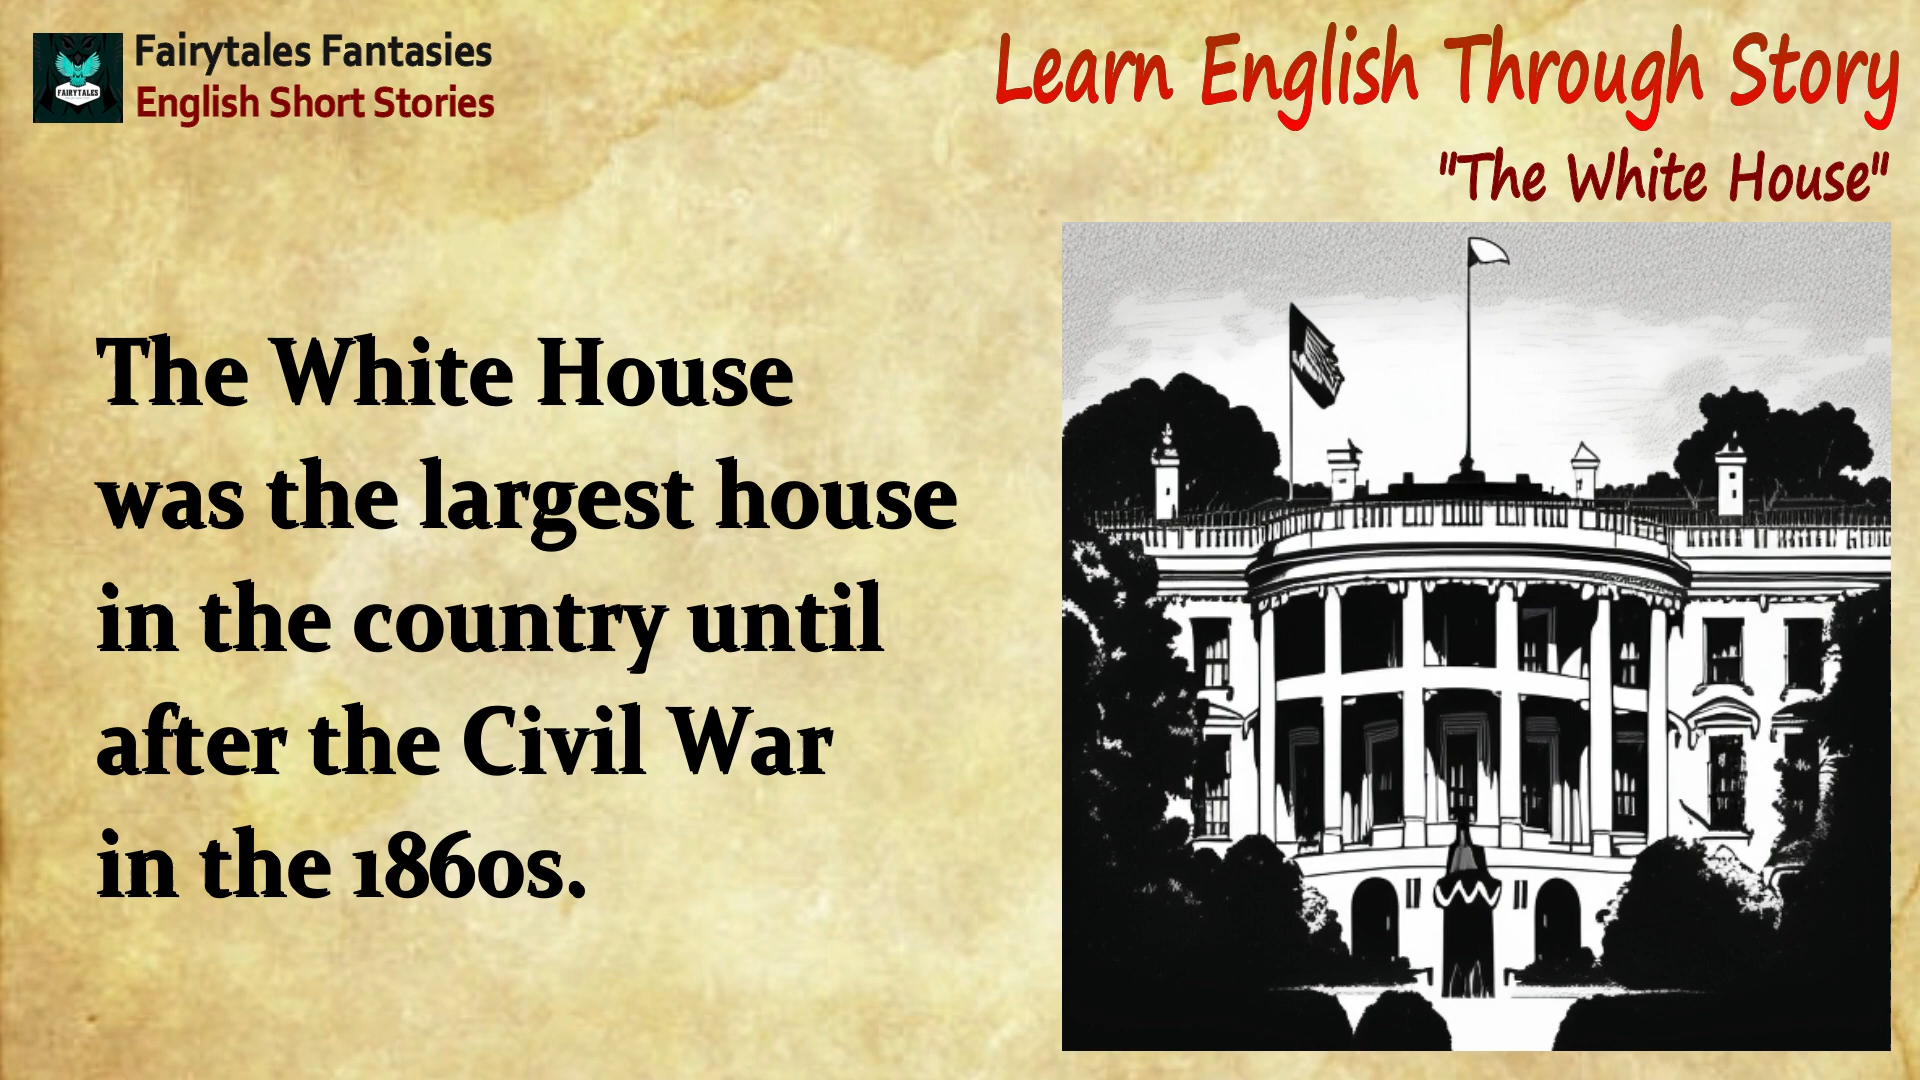 Fairytales Fantasies
English Short Stories
FAIRYTALES
Learn English Through Story
"The White House"
The White House
was the largest house
in the country until
after the Civil War
in the 1860s.